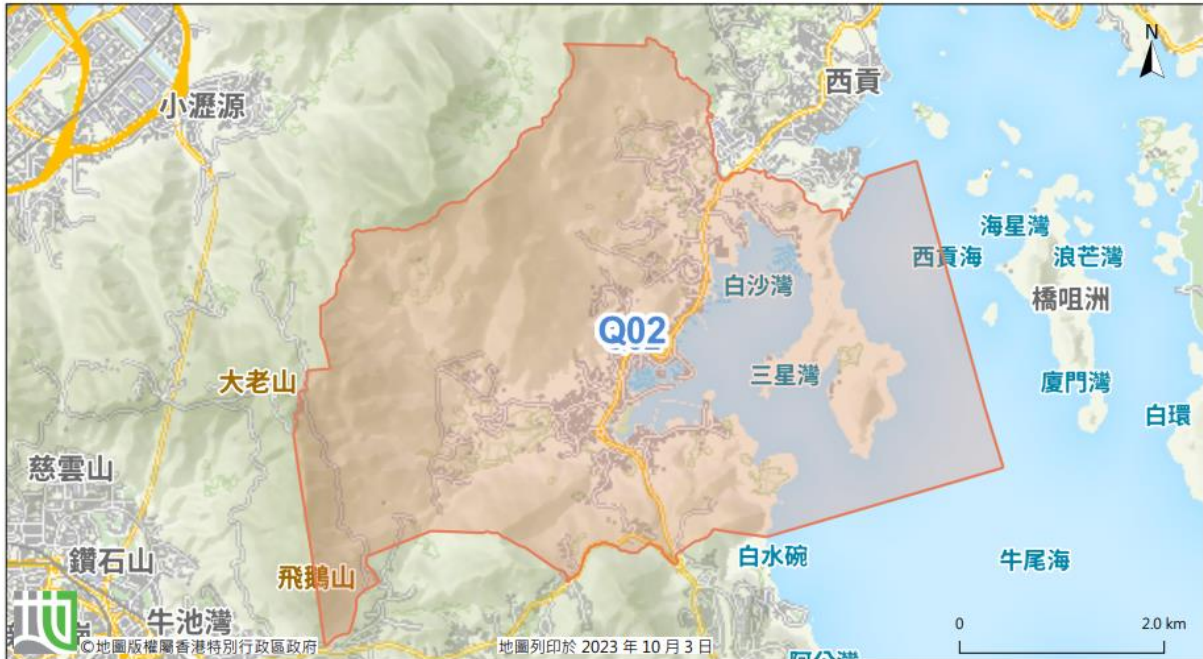 N
西貢
小瀝源
海星灣
西貢海
浪茄灣
白沙灣
橋咀洲
Q02
三星灣
大老山
廈門灣
白環
慈雲山
白水碗
牛尾海
鑽石山
飛鵝山
牛池灣
©地圖版權屬香港特別行政區政府
地圖列印於 2023 年 10 月 3 日
0
2.0 km